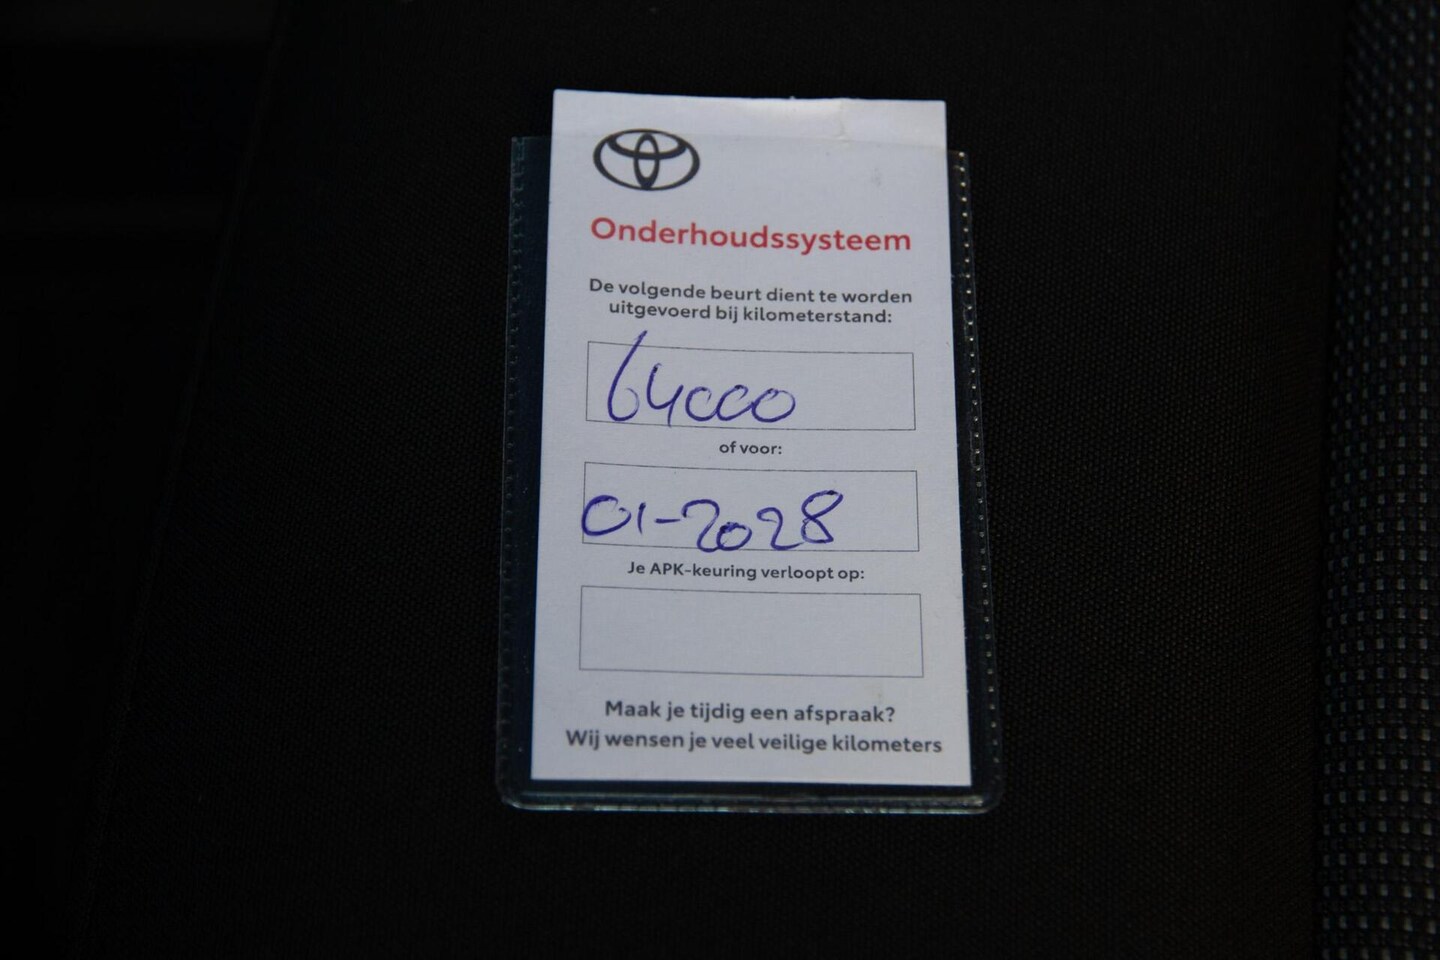 Onderhoudssysteem
De volgende beurt dient te worden
uitgevoerd bij kilometerstand:
64000
of voor:
01-2028
Je APK-keuring verloopt op:
Maak je tijdig een afspraak?
Wij wensen je veel veilige kilometers